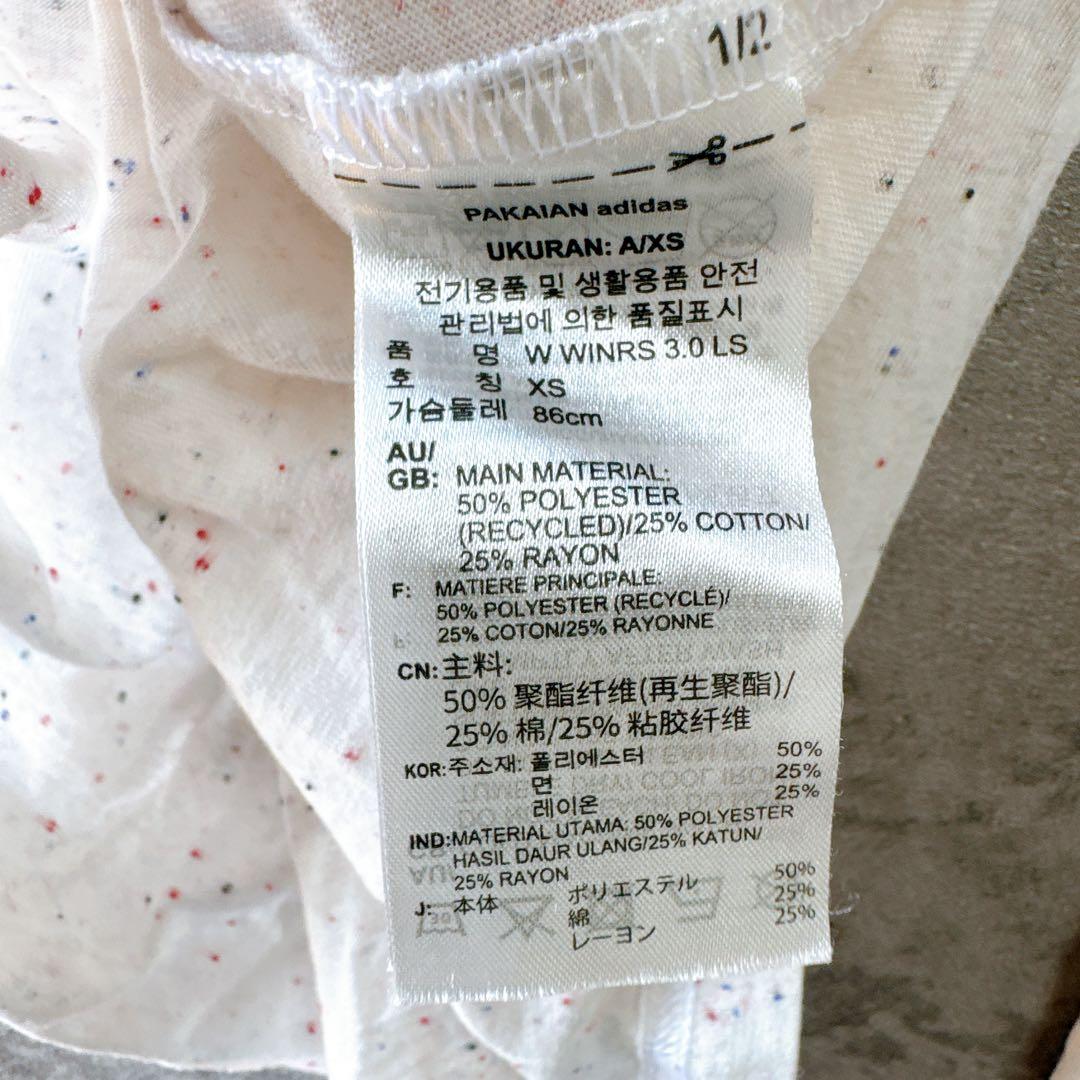 1/2
PAKAIAN adidas
UKURAN: A/XS
전기용품 및 생활용품 안전
관리법에 의한 품질표시
품 명 W WINRS 3.0 LS
호 칭 XS
가슴둘레 86cm
AU/
GB: MAIN MATERIAL:
50% POLYESTER
(RECYCLED)/25% COTTON/
25% RAYON
F: MATIERE PRINCIPALE:
50% POLYESTER (RECYCLÉ)/
25% COTON/25% RAYONNE
CN: 主料:
50% 聚酯纤维(再生聚酯)/
25% 棉/25% 粘胶纤维
KOR: 주소재: 폴리에스터 50%
면 25%
레이온 25%
IND: MATERIAL UTAMA: 50% POLYESTER
HASIL DAUR ULANG/25% KATUN/
25% RAYON
J: 本体 ポリエステル 50%
綿 25%
レーヨン 25%